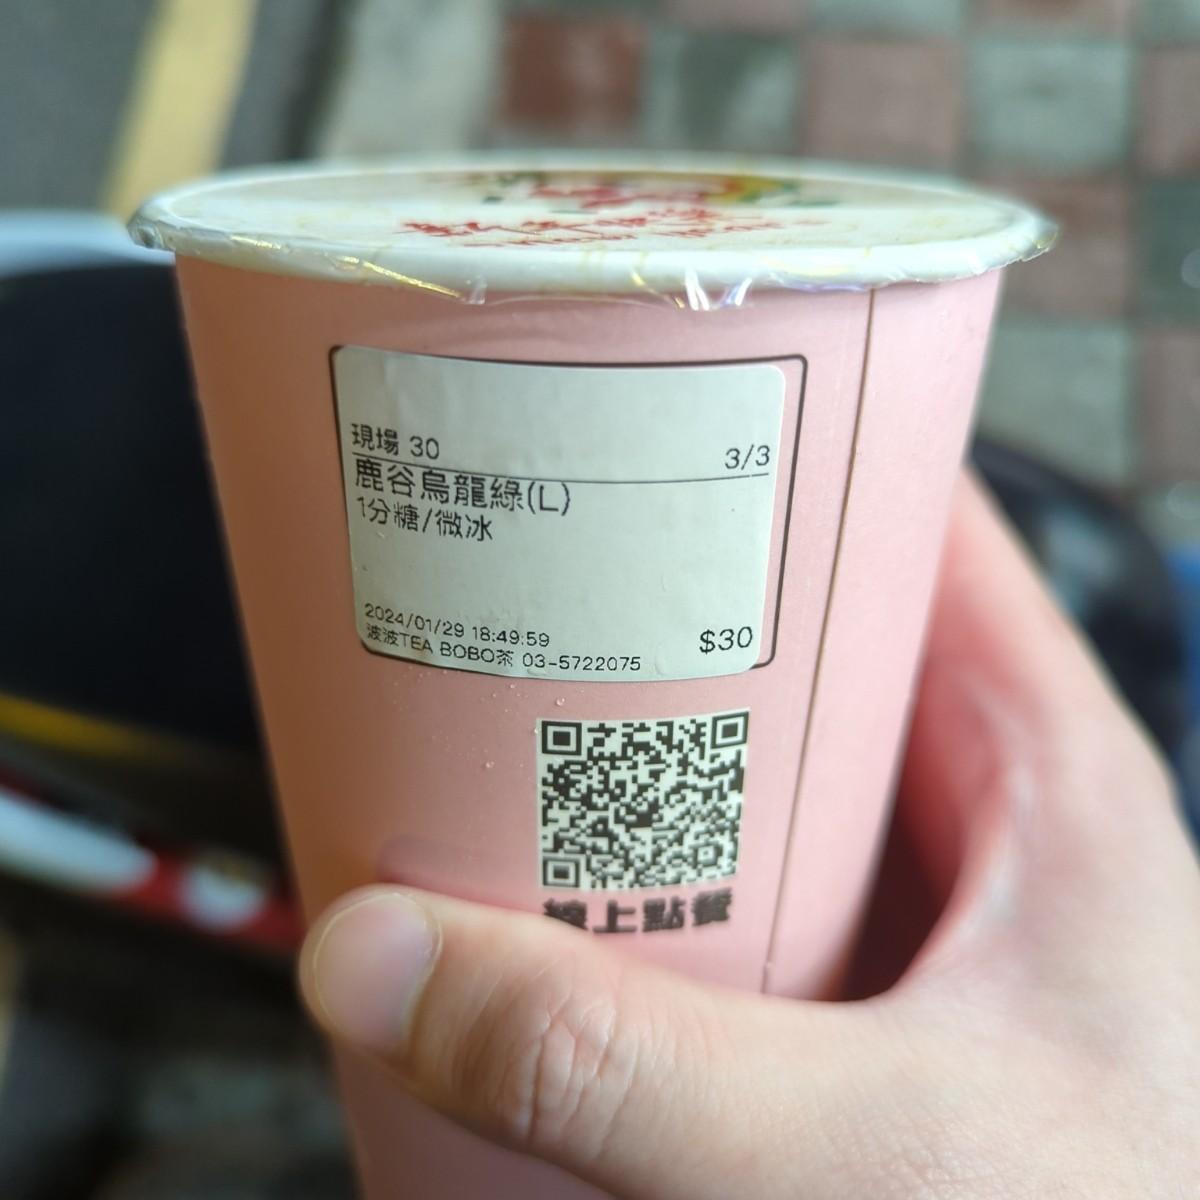 現場 30
3/3
鹿谷烏龍綠(L)
1分糖/微冰
2024/01/29 18:49:59
$30
波波TEA BOBO茶 03-5722075
線上點餐